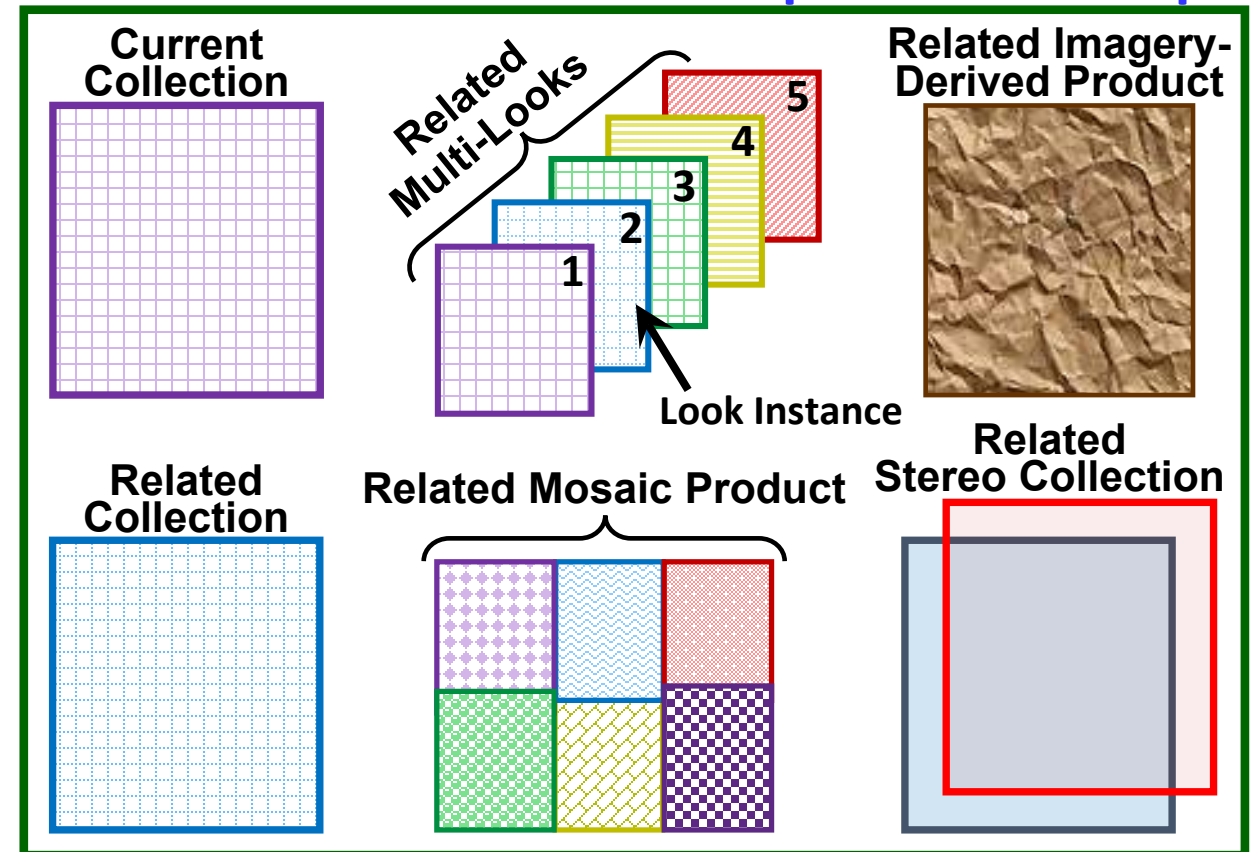 Current
Collection
Related
Multi-Looks
1
2
3
4
5
Look Instance
Related Imagery-
Derived Product
Related
Collection
Related Mosaic Product
Related
Stereo Collection